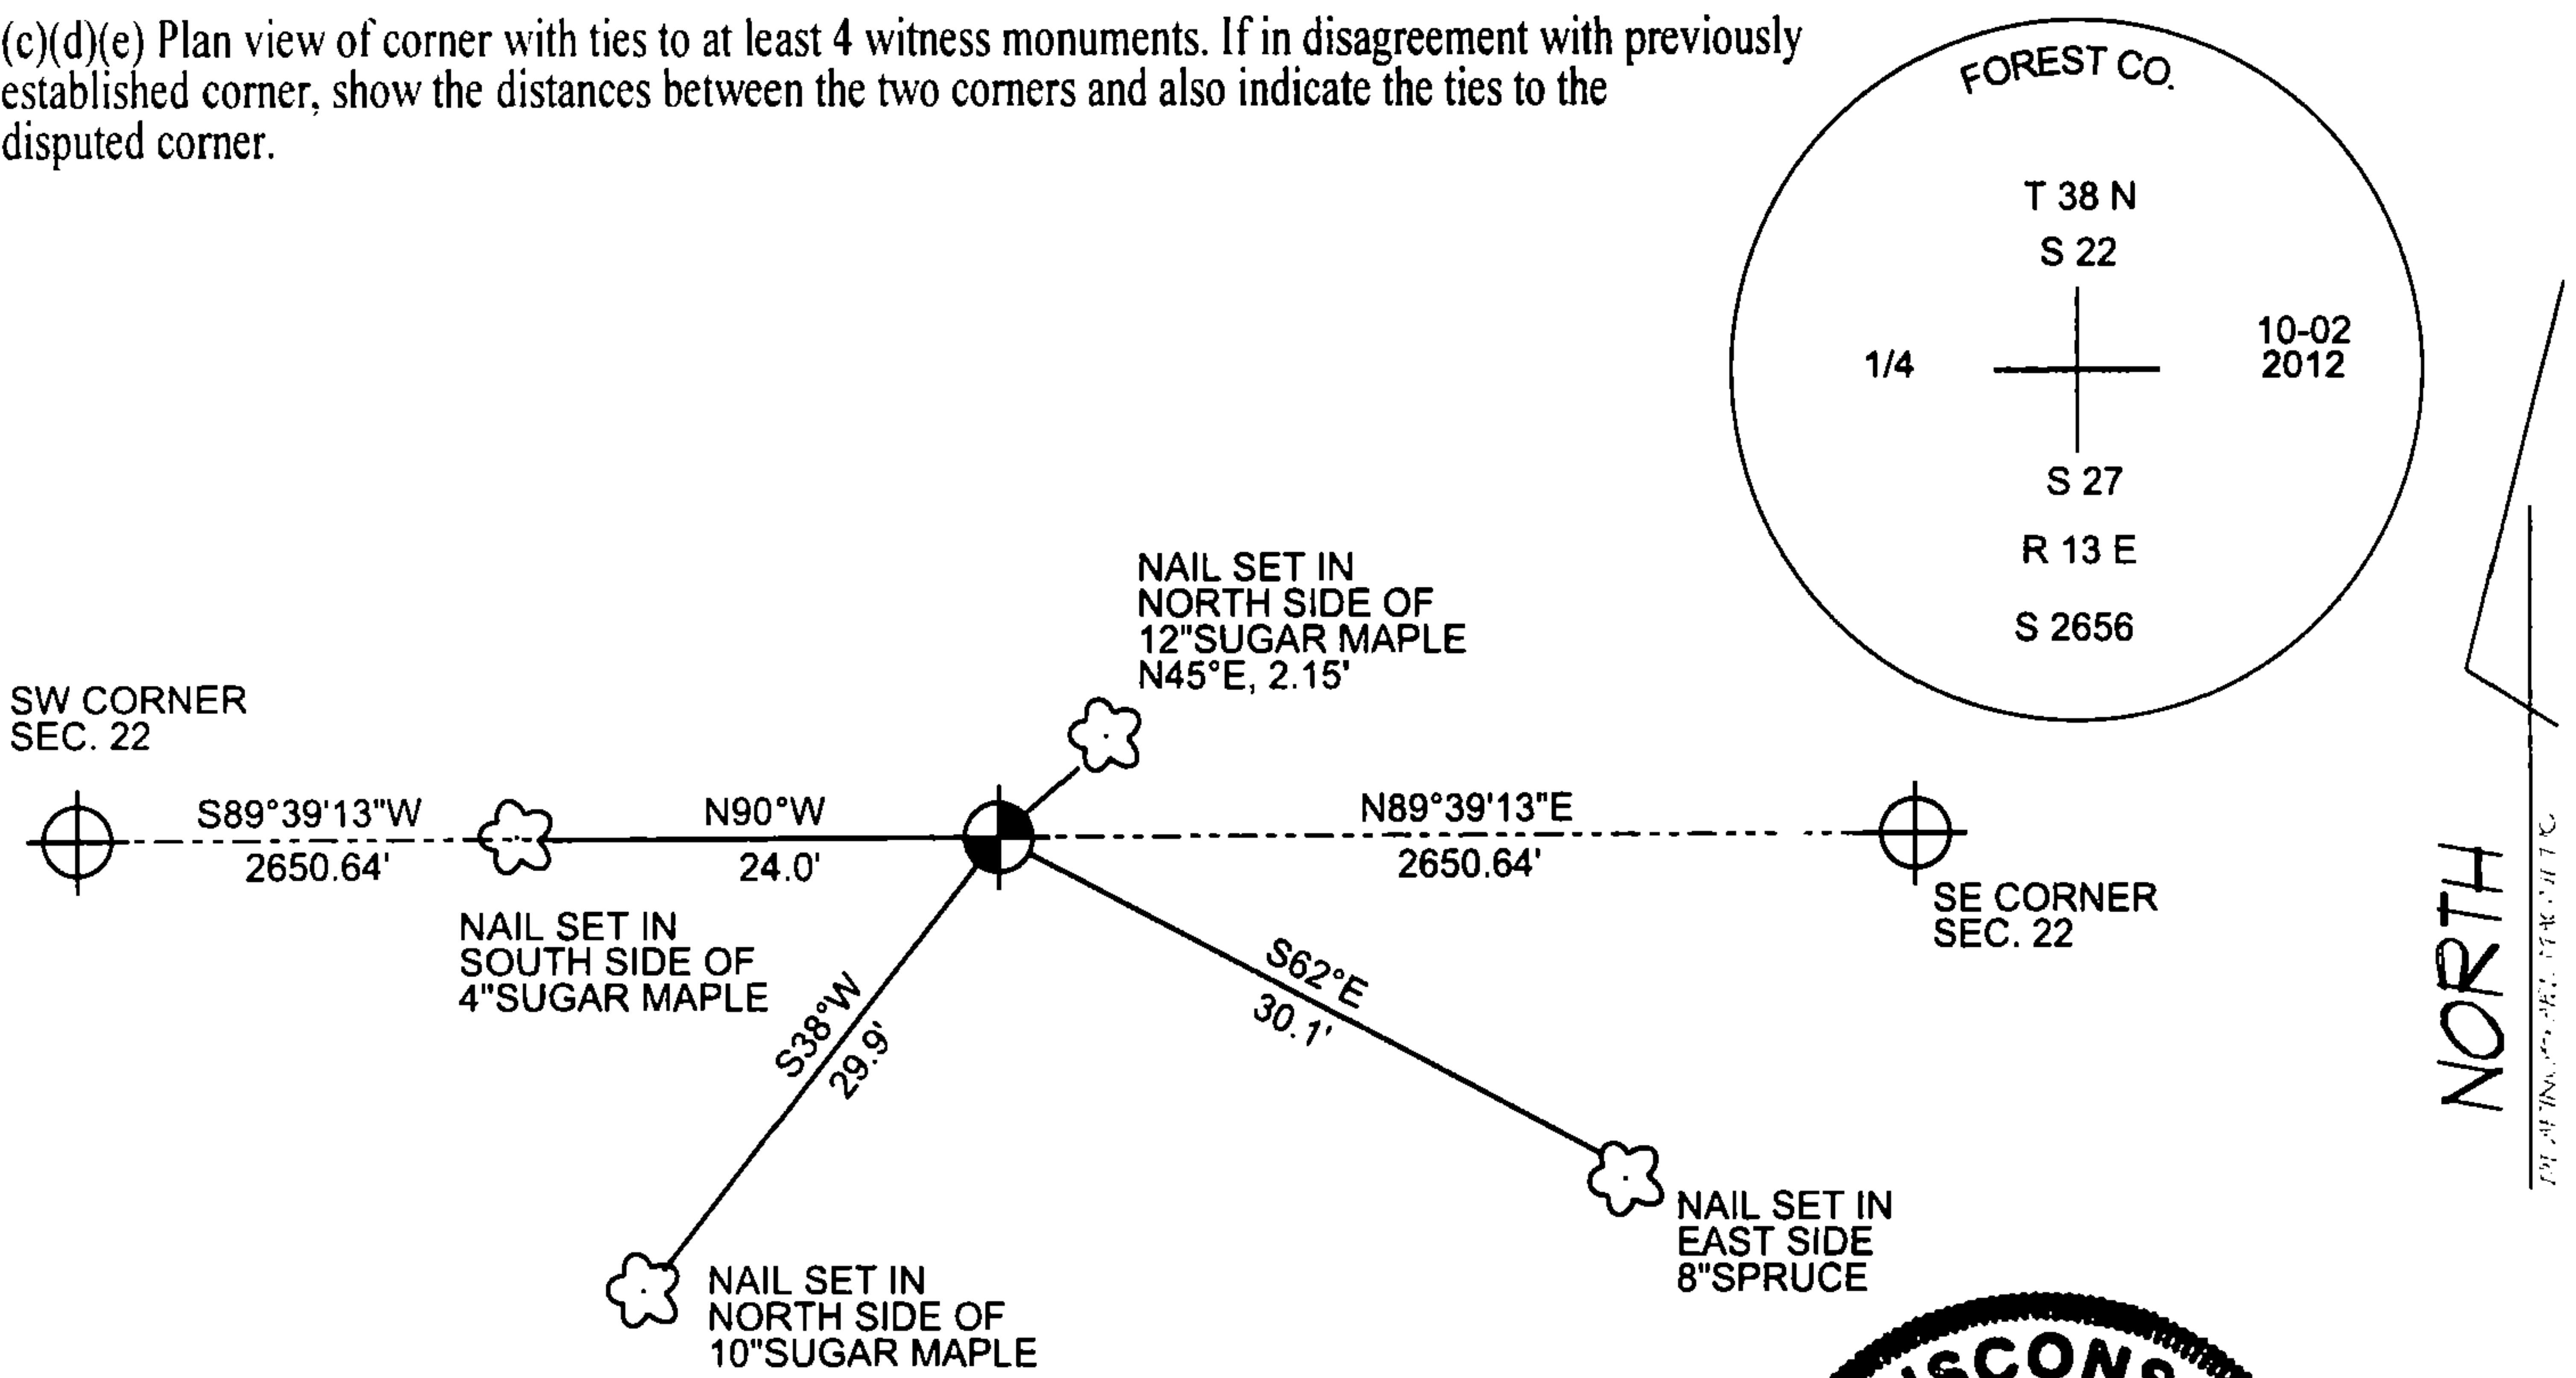 (c)(d)(e) Plan view of corner with ties to at least 4 witness monuments. If in disagreement with previously
established corner, show the distances between the two corners and also indicate the ties to the
disputed corner.
FOREST CO.
T 38 N
S 22
1/4
10-02
2012
S 27
R 13 E
S 2656
NAIL SET IN
NORTH SIDE OF
12"SUGAR MAPLE
N45°E, 2.15'
SW CORNER
SEC. 22
S89°39'13"W
2650.64'
N90°W
24.0'
N89°39'13"E
2650.64'
SE CORNER
SEC. 22
NAIL SET IN
SOUTH SIDE OF
4"SUGAR MAPLE
S38°W
29.9'
S62°E
30.1'
NAIL SET IN
EAST SIDE
8"SPRUCE
NAIL SET IN
NORTH SIDE OF
10"SUGAR MAPLE
NORTH